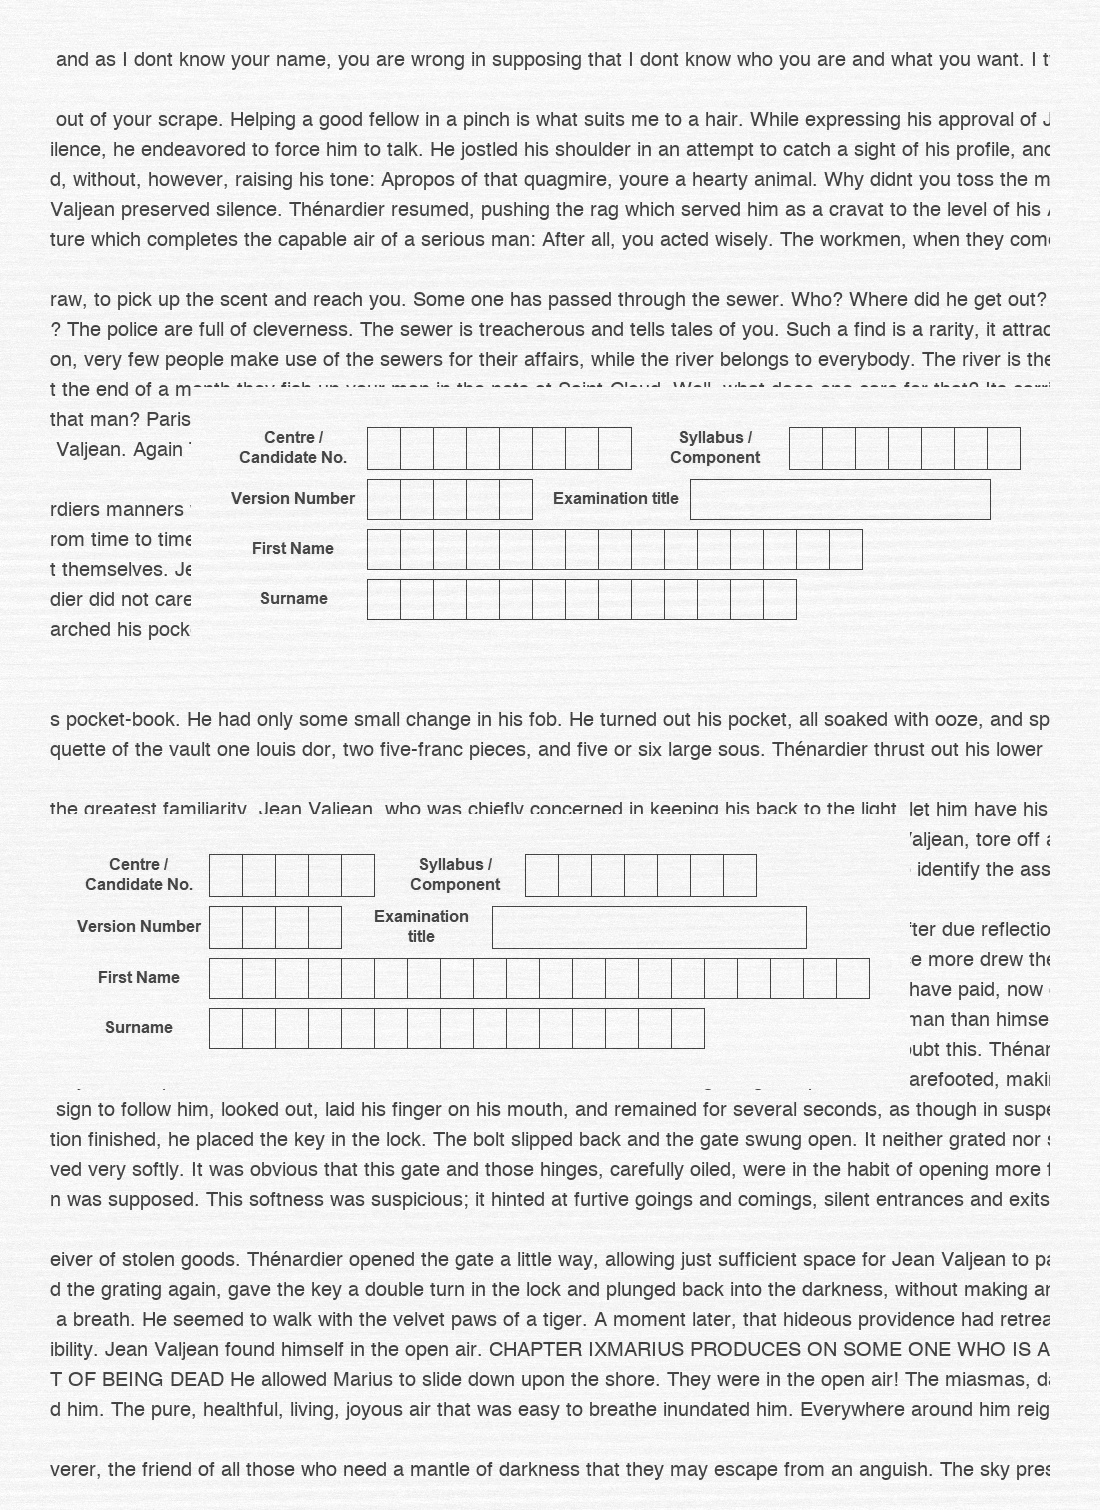 and as I dont know your name, you are wrong in supposing that I dont know who you are and what you want. I
out of your scrape. Helping a good fellow in a pinch is what suits me to a hair. While expressing his approval of
ilence, he endeavored to force him to talk. He jostled his shoulder in an attempt to catch a sight of his profile, and
d, without, however, raising his tone: Apropos of that quagmire, youre a hearty animal. Why didnt you toss the m
Valjean preserved silence. Thénardier resumed, pushing the rag which served him as a cravat to the level of his
ture which completes the capable air of a serious man: After all, you acted wisely. The workmen, when they come
raw, to pick up the scent and reach you. Some one has passed through the sewer. Who? Where did he get out?
? The police are full of cleverness. The sewer is treacherous and tells tales of you. Such a find is a rarity, it attrac
on, very few people make use of the sewers for their affairs, while the river belongs to everybody. The river is the
t the end of a month they fish up your man in the nets at Saint-Cloud. Well, what does one care for that? Its
that man? Paris
Valjean. Again
Centre / Candidate No.
Syllabus / Component
Version Number
Examination title
First Name
Surname
rdiers manners
rom time to time
t themselves. Je
dier did not care
arched his pock
s pocket-book. He had only some small change in his fob. He turned out his pocket, all soaked with ooze, and sp
quette of the vault one louis dor, two five-franc pieces, and five or six large sous. Thénardier thrust out his lower
the greatest familiarity. Jean Valjean, who was chiefly concerned in keeping his back to the light, let him have his
Valjean, tore off
identify the ass
Centre / Candidate No.
Syllabus / Component
Version Number
Examination title
First Name
Surname
fter due reflectio
e more drew the
have paid, now
man than himse
oubt this. Thénar
arefooted, makin
sign to follow him, looked out, laid his finger on his mouth, and remained for several seconds, as though in suspe
tion finished, he placed the key in the lock. The bolt slipped back and the gate swung open. It neither grated nor
ved very softly. It was obvious that this gate and those hinges, carefully oiled, were in the habit of opening more
n was supposed. This softness was suspicious; it hinted at furtive goings and comings, silent entrances and exits
eiver of stolen goods. Thénardier opened the gate a little way, allowing just sufficient space for Jean Valjean to pa
d the grating again, gave the key a double turn in the lock and plunged back into the darkness, without making an
a breath. He seemed to walk with the velvet paws of a tiger. A moment later, that hideous providence had retrea
ibility. Jean Valjean found himself in the open air. CHAPTER IXMARIUS PRODUCES ON SOME ONE WHO IS A
T OF BEING DEAD He allowed Marius to slide down upon the shore. They were in the open air! The miasmas, da
d him. The pure, healthful, living, joyous air that was easy to breathe inundated him. Everywhere around him reig
verer, the friend of all those who need a mantle of darkness that they may escape from an anguish. The sky pres